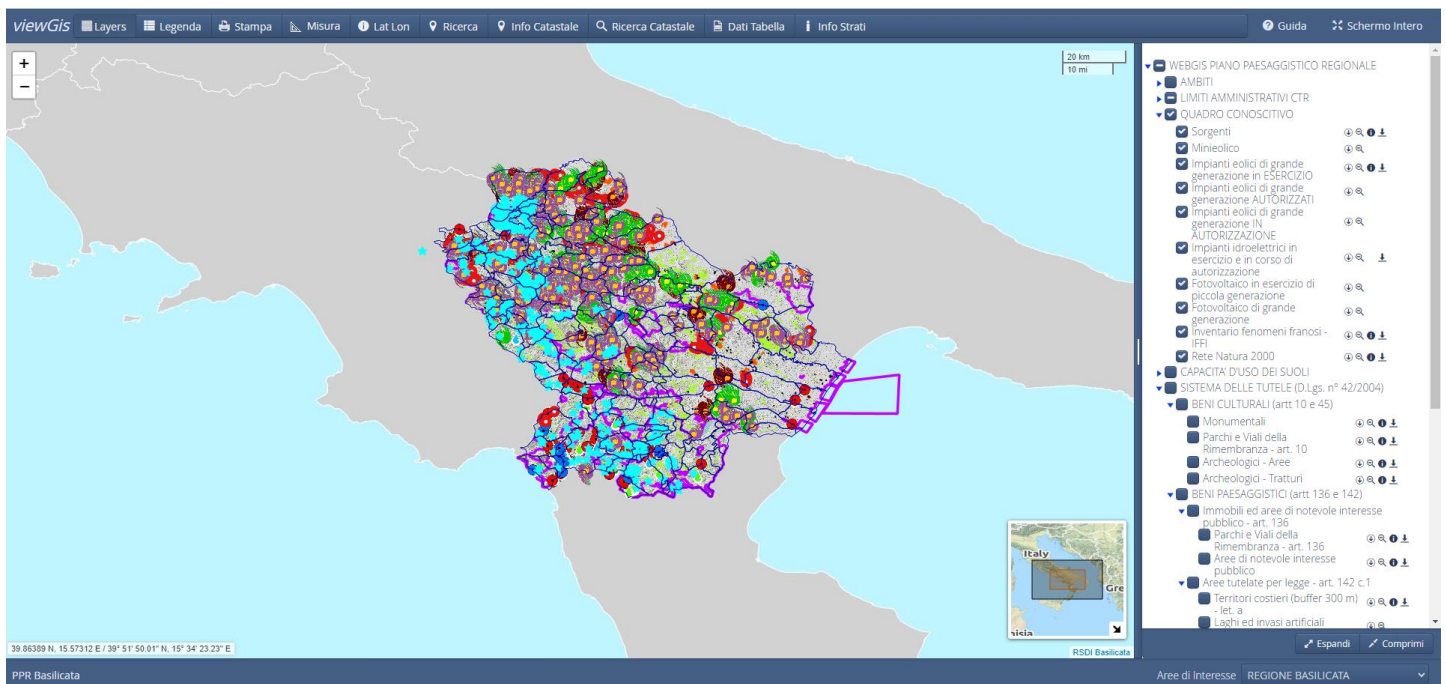 viewGis Layers Legenda Stampa Misura Lat Lon Ricerca Info Catastale Ricerca Catastale Dati Tabella Info Strati Guida Schermo Intero
+
−
20 km
10 mi
WEBGIS PIANO PAESAGGISTICO REGIONALE
AMBITI
LIMITI AMMINISTRATIVI CTR
QUADRO CONOSCITIVO
Sorgenti
Minieolico
Impianti eolici di grande
generazione in ESERCIZIO
Impianti eolici di grande
generazione AUTORIZZATI
Impianti eolici di grande
generazione IN
AUTORIZZAZIONE
Impianti idroelettrici in
esercizio e in corso di
autorizzazione
Fotovoltaico in esercizio di
piccola generazione
Fotovoltaico di grande
generazione
Inventario fenomeni franosi -
IFFI
Rete Natura 2000
CAPACITA' D'USO DEI SUOLI
SISTEMA DELLE TUTELE (D.Lgs. n° 42/2004)
BENI CULTURALI (artt 10 e 45)
Monumentali
Parchi e Viali della
Rimembranza - art. 10
Archeologici - Aree
Archeologici - Tratturi
BENI PAESAGGISTICI (artt 136 e 142)
Immobili ed aree di notevole interesse
pubblico - art. 136
Parchi e Viali della
Rimembranza - art. 136
Aree di notevole interesse
pubblico
Aree tutelate per legge - art. 142 c.1
Territori costieri (buffer 300 m)
- let. a
Laghi ed invasi artificiali
Italy
Gre
nisia
39.86389 N, 15.57312 E / 39° 51' 50.01" N, 15° 34' 23.23" E
RSDI Basilicata
Espandi Comprimi
PPR Basilicata
Aree di Interesse REGIONE BASILICATA